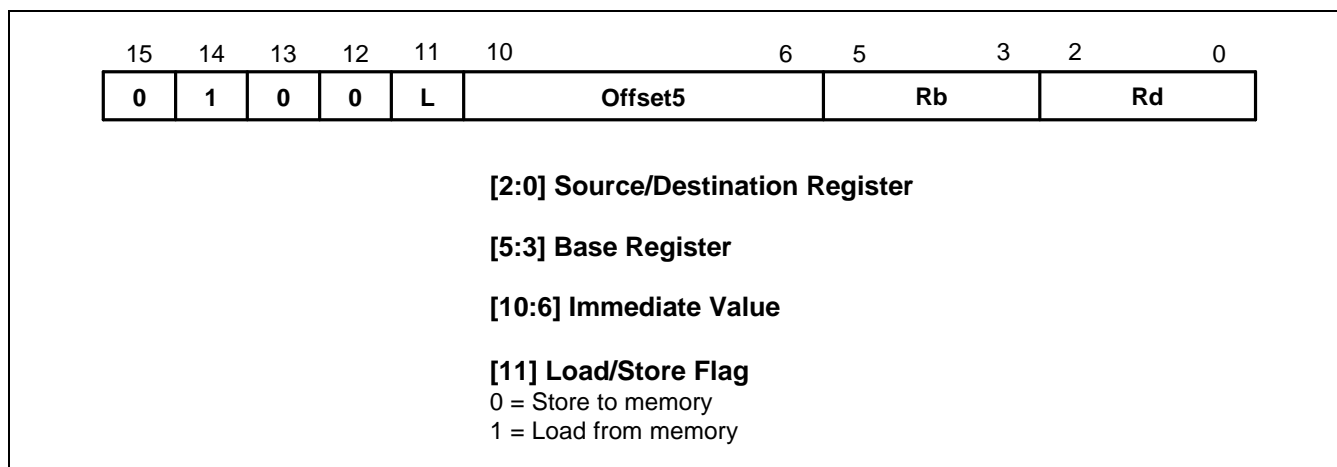 15 14 13 12 11 10 6 5 3 2 0
0 1 0 0 L Offset5 Rb Rd
[2:0] Source/Destination Register
[5:3] Base Register
[10:6] Immediate Value
[11] Load/Store Flag
0 = Store to memory
1 = Load from memory